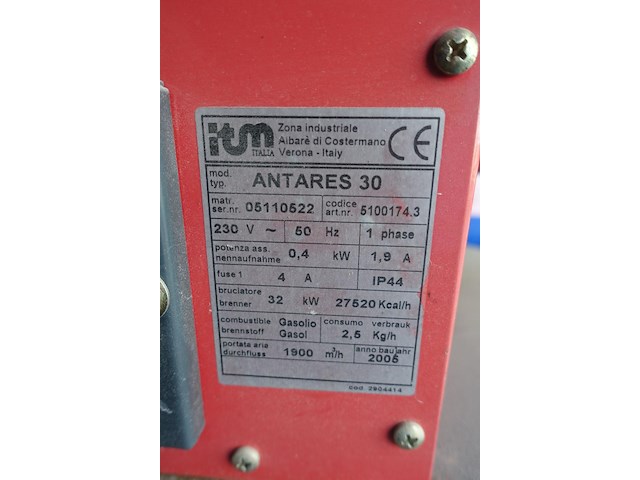 itm ITALIA
Zona industriale
Albarè di Costermano
Verona - Italy
CE
mod.
typ. ANTARES 30
matr.
ser.nr. 05110522
codice
art.nr. 5100174.3
230 V ~ 50 Hz 1 phase
potenza ass.
nennaufnahme 0,4 kW 1,9 A
fuse 1 4 A IP44
bruciatore
brenner 32 kW 27520 Kcal/h
combustibile Gasolio
brennstoff Gasol
consumo verbrauk
2,5 Kg/h
portata aria
durchfluss 1900 m³/h
anno baujahr
2005
cod. 2904414